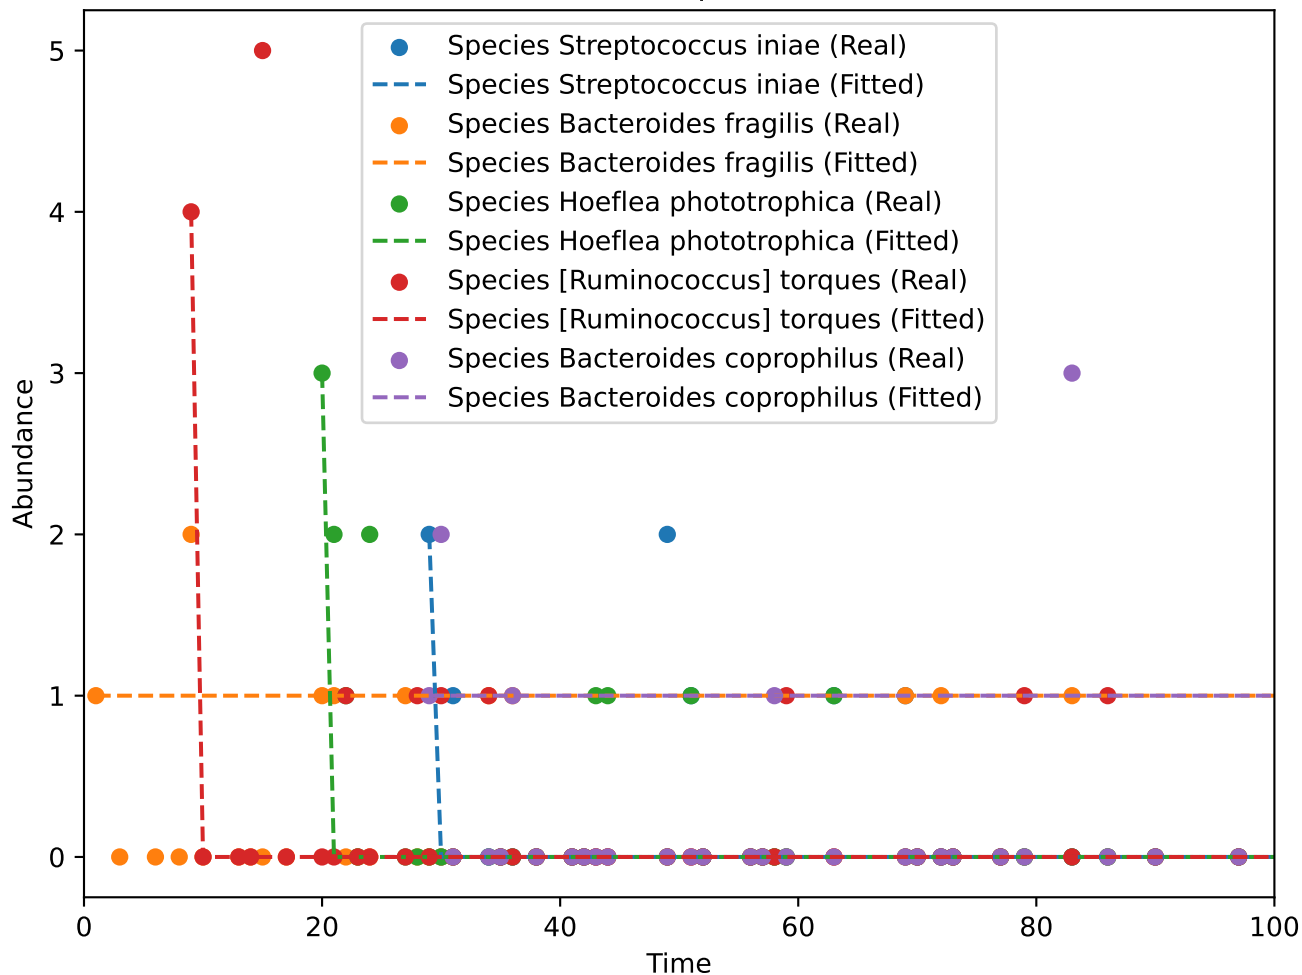 Species Streptococcus iniae (Real)
Species Streptococcus iniae (Fitted)
Species Bacteroides fragilis (Real)
Species Bacteroides fragilis (Fitted)
Species Hoeflea phototrophica (Real)
Species Hoeflea phototrophica (Fitted)
Species [Ruminococcus] torques (Real)
Species [Ruminococcus] torques (Fitted)
Species Bacteroides coprophilus (Real)
Species Bacteroides coprophilus (Fitted)
Abundance
5
4
3
2
1
0
0 20 40 60 80 100
Time